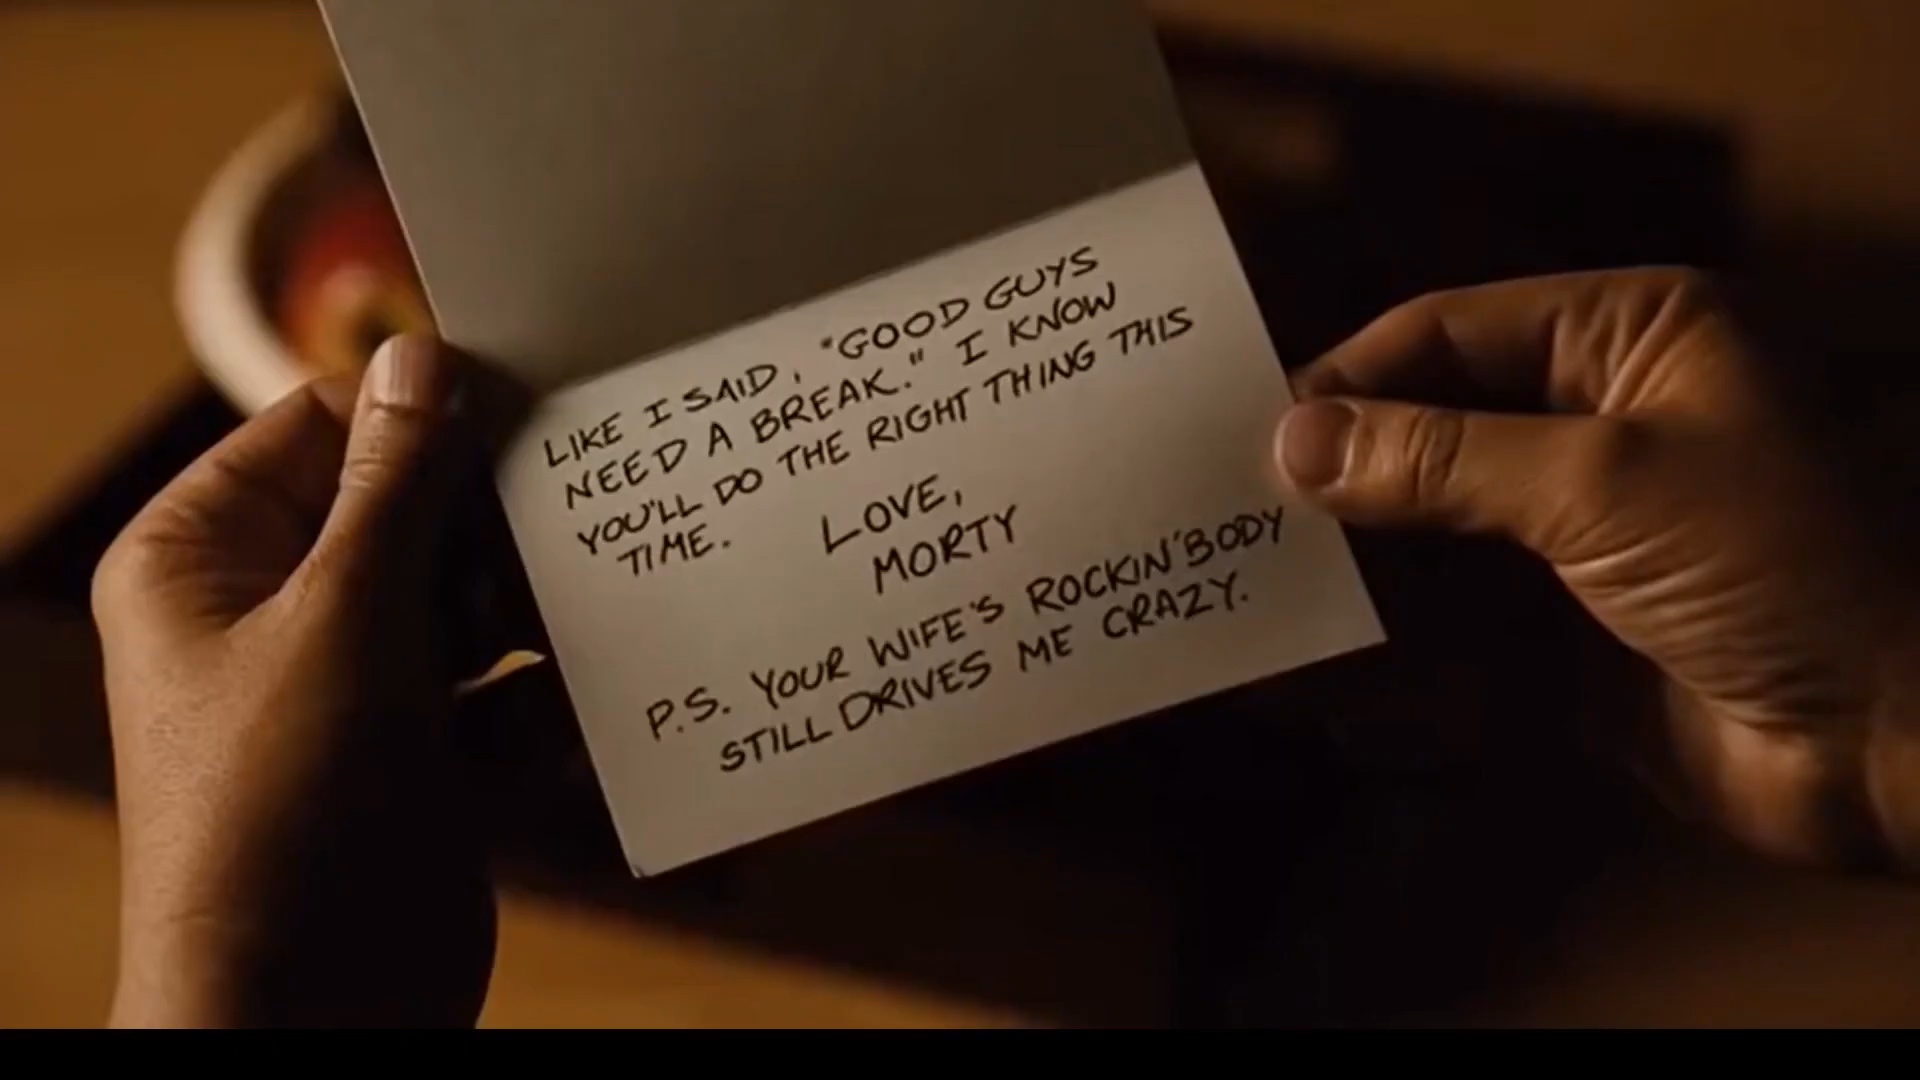 LIKE I SAID, "GOOD GUYS
NEED A BREAK." I KNOW
YOU'LL DO THE RIGHT THING THIS
TIME.
LOVE,
MORTY
P.S. YOUR WIFE'S ROCKIN' BODY
STILL DRIVES ME CRAZY.